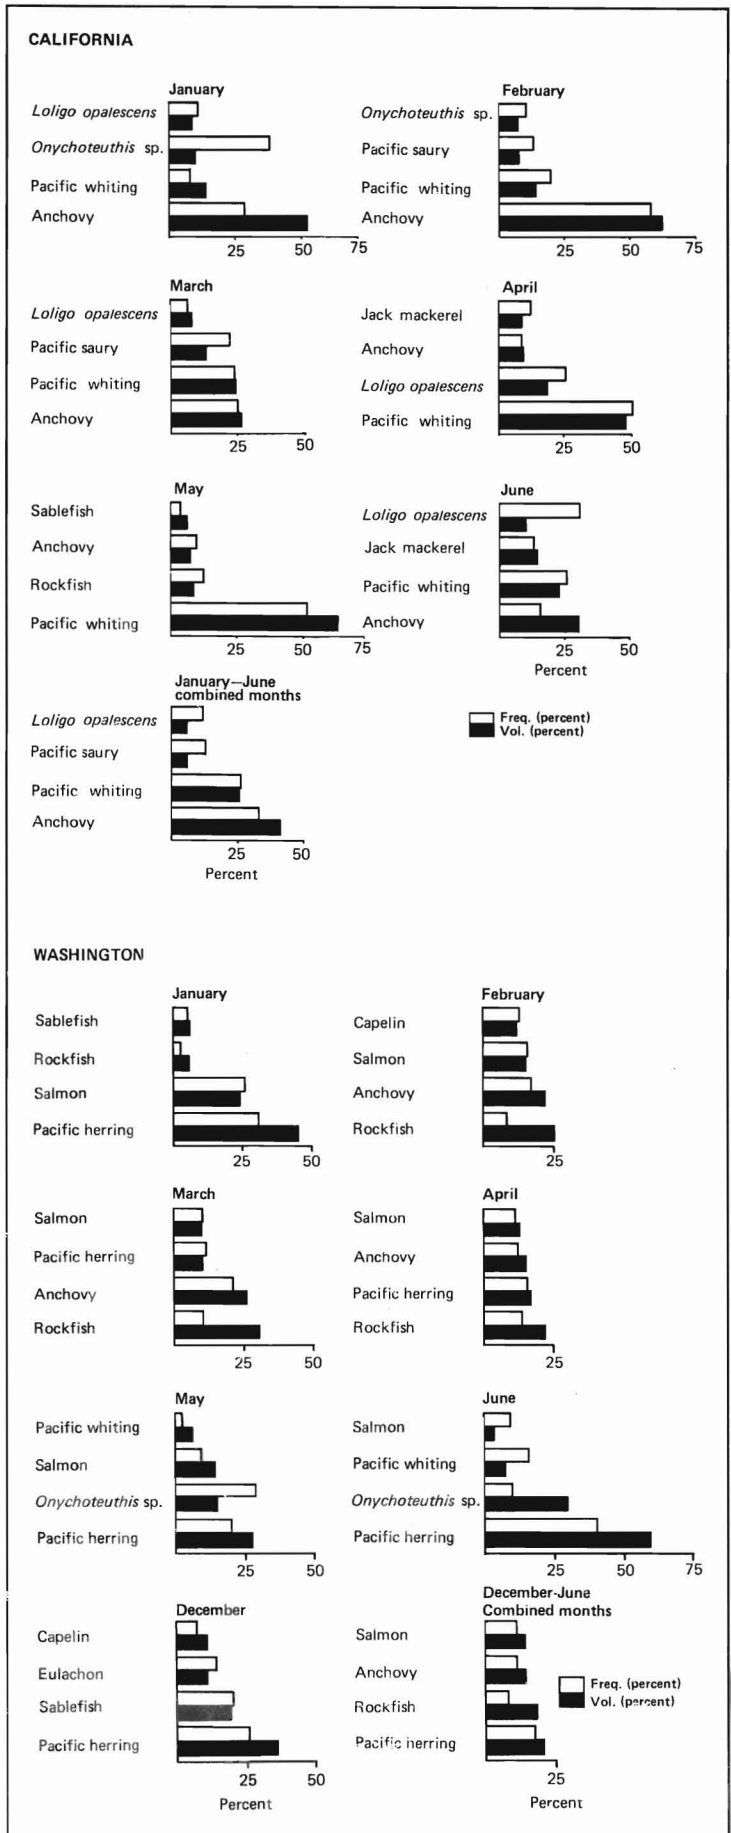 CALIFORNIA
January
Loligo opalescens
Onychoteuthis sp.
Pacific whiting
Anchovy
25 50 75
February
Onychoteuthis sp.
Pacific saury
Pacific whiting
Anchovy
25 50 75
March
Loligo opalescens
Pacific saury
Pacific whiting
Anchovy
25 50
April
Jack mackerel
Anchovy
Loligo opalescens
Pacific whiting
25 50
May
Sablefish
Anchovy
Rockfish
Pacific whiting
25 50 75
June
Loligo opalescens
Jack mackerel
Pacific whiting
Anchovy
25 50
Percent
January—June
combined months
Loligo opalescens
Pacific saury
Pacific whiting
Anchovy
25 50
Percent
Freq. (percent)
Vol. (percent)
WASHINGTON
January
Sablefish
Rockfish
Salmon
Pacific herring
25 50
February
Capelin
Salmon
Anchovy
Rockfish
25
March
Salmon
Pacific herring
Anchovy
Rockfish
25 50
April
Salmon
Anchovy
Pacific herring
Rockfish
25
May
Pacific whiting
Salmon
Onychoteuthis sp.
Pacific herring
25 50
June
Salmon
Pacific whiting
Onychoteuthis sp.
Pacific herring
25 50 75
December
Capelin
Eulachon
Sablefish
Pacific herring
25 50
Percent
December-June
Combined months
Salmon
Anchovy
Rockfish
Pacific herring
25
Percent
Freq. (percent)
Vol. (percent)